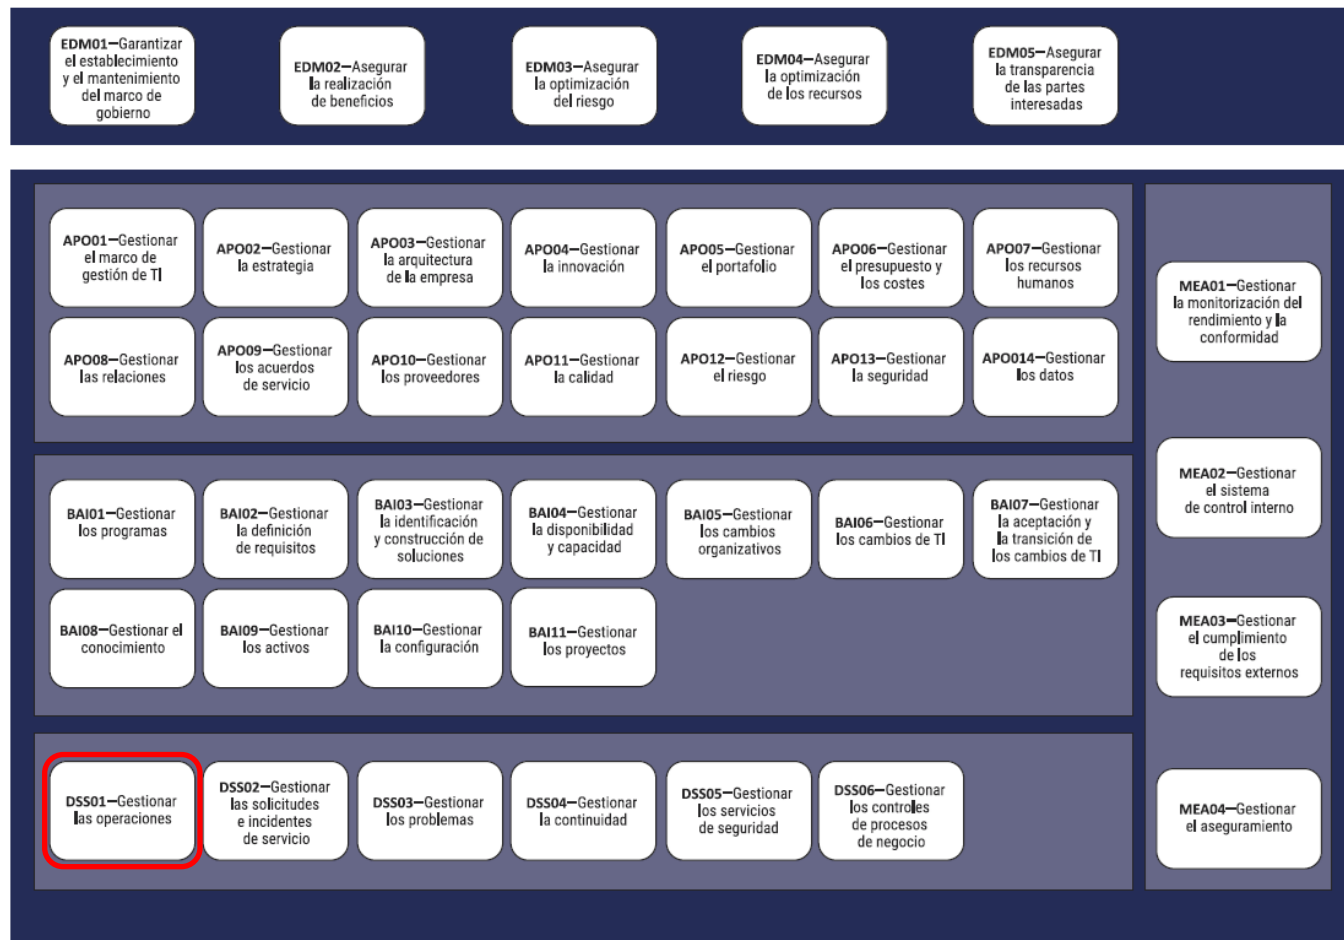 EDM01—Garantizar
el establecimiento
y el mantenimiento
del marco de
gobierno
EDM02—Asegurar
la realización
de beneficios
EDM03—Asegurar
la optimización
del riesgo
EDM04—Asegurar
la optimización
de los recursos
EDM05—Asegurar
la transparencia
de las partes
interesadas
APO01—Gestionar
el marco de
gestión de TI
APO02—Gestionar
la estrategia
APO03—Gestionar
la arquitectura
de la empresa
APO04—Gestionar
la innovación
APO05—Gestionar
el portafolio
APO06—Gestionar
el presupuesto y
los costes
APO07—Gestionar
los recursos
humanos
APO08—Gestionar
las relaciones
APO09—Gestionar
los acuerdos
de servicio
APO10—Gestionar
los proveedores
APO11—Gestionar
la calidad
APO12—Gestionar
el riesgo
APO13—Gestionar
la seguridad
APO014—Gestionar
los datos
BAI01—Gestionar
los programas
BAI02—Gestionar
la definición
de requisitos
BAI03—Gestionar
la identificación
y construcción de
soluciones
BAI04—Gestionar
la disponibilidad
y capacidad
BAI05—Gestionar
los cambios
organizativos
BAI06—Gestionar
los cambios de TI
BAI07—Gestionar
la aceptación y
la transición de
los cambios de TI
BAI08—Gestionar el
conocimiento
BAI09—Gestionar
los activos
BAI10—Gestionar
la configuración
BAI11—Gestionar
los proyectos
DSS01—Gestionar
las operaciones
DSS02—Gestionar
las solicitudes
e incidentes
de servicio
DSS03—Gestionar
los problemas
DSS04—Gestionar
la continuidad
DSS05—Gestionar
los servicios
de seguridad
DSS06—Gestionar
los controles
de procesos
de negocio
MEA01—Gestionar
la monitorización del
rendimiento y la
conformidad
MEA02—Gestionar
el sistema
de control interno
MEA03—Gestionar
el cumplimiento
de los
requisitos externos
MEA04—Gestionar
el aseguramiento